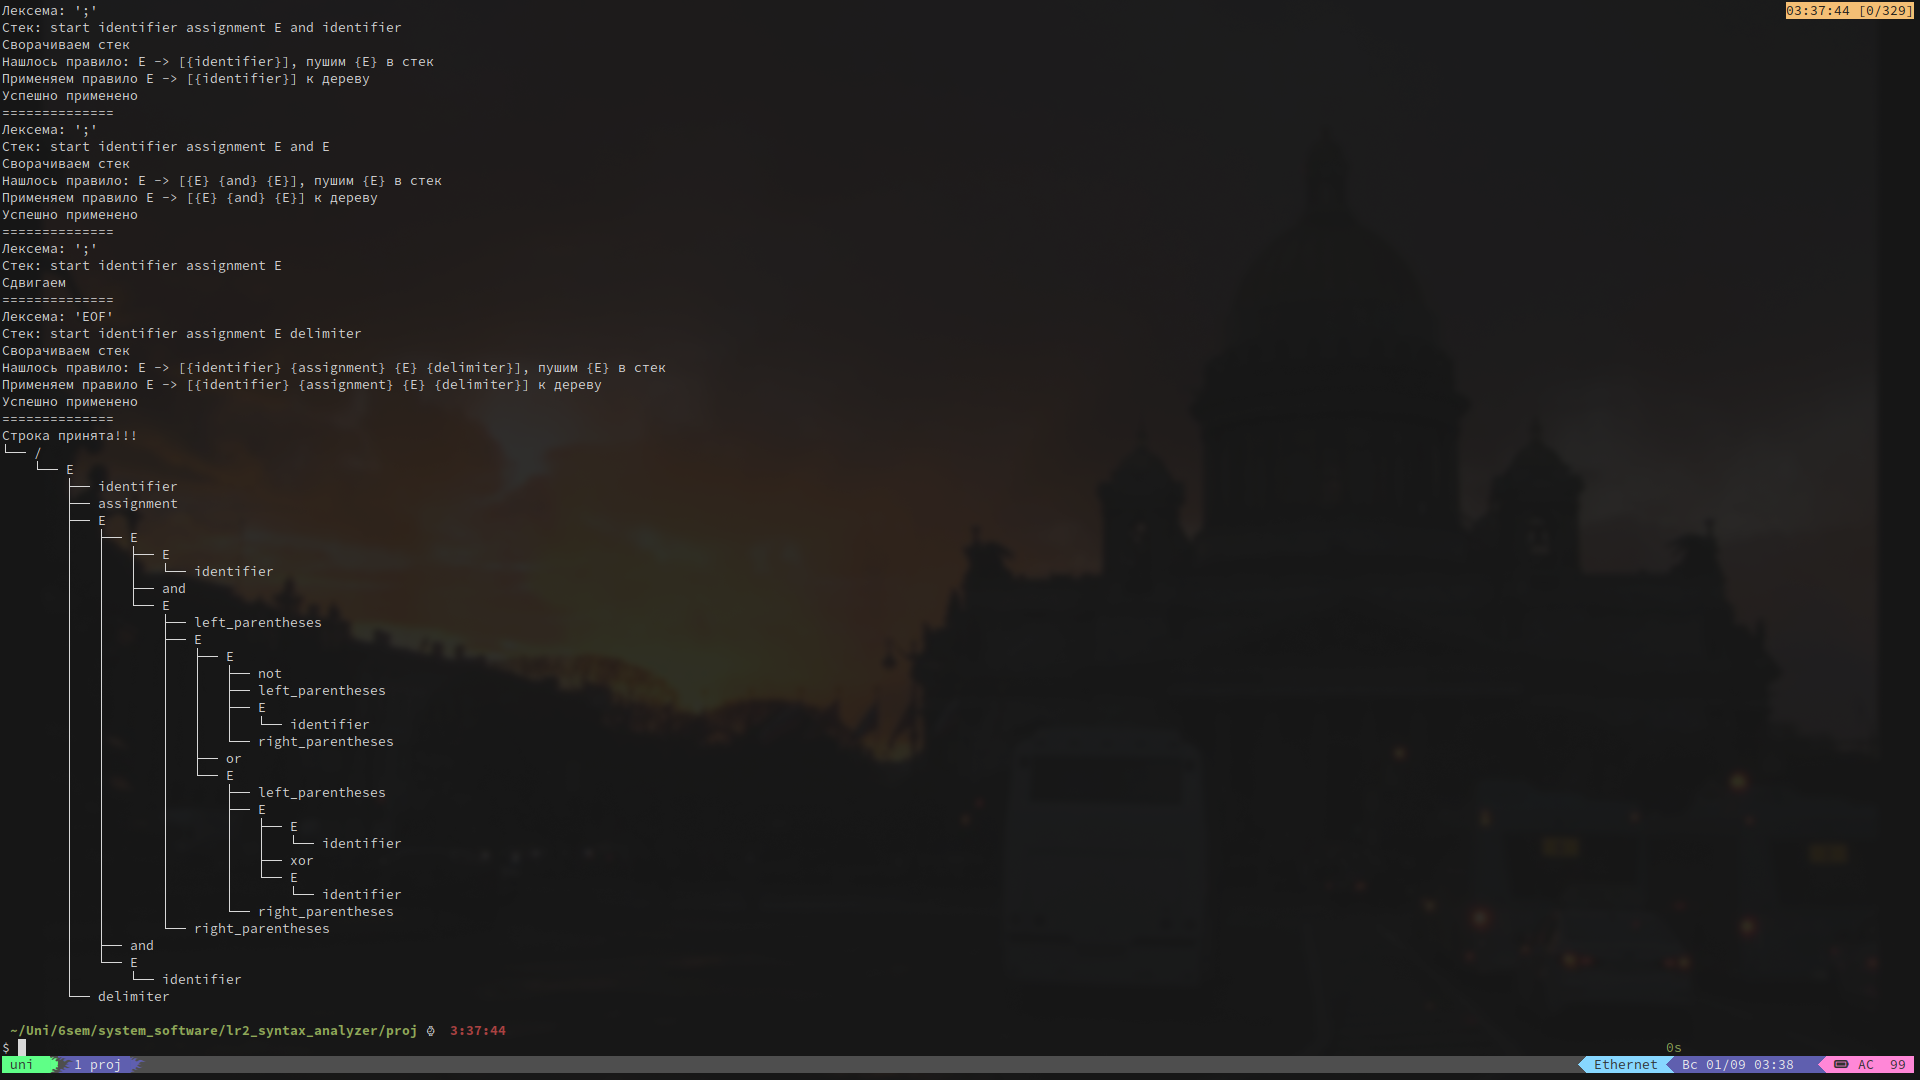 Лексема: ';'
03:37:44 [0/329]
Стек: start identifier assignment E and identifier
Сворачиваем стек
Нашлось правило: E -> [{identifier}], пушим {E} в стек
Применяем правило E -> [{identifier}] к дереву
Успешно применено
==============
Лексема: ';'
Стек: start identifier assignment E and E
Сворачиваем стек
Нашлось правило: E -> [{E} {and} {E}], пушим {E} в стек
Применяем правило E -> [{E} {and} {E}] к дереву
Успешно применено
==============
Лексема: ';'
Стек: start identifier assignment E
Сдвигаем
==============
Лексема: 'EOF'
Стек: start identifier assignment E delimiter
Сворачиваем стек
Нашлось правило: E -> [{identifier} {assignment} {E} {delimiter}], пушим {E} в стек
Применяем правило E -> [{identifier} {assignment} {E} {delimiter}] к дереву
Успешно применено
==============
Строка принята!!!
└── /
    └── E
        ├── identifier
        ├── assignment
        ├── E
        │   ├── E
        │   │   ├── E
        │   │   │   └── identifier
        │   │   ├── and
        │   │   └── E
        │   │       ├── left_parentheses
        │   │       ├── E
        │   │       │   ├── E
        │   │       │   │   ├── not
        │   │       │   │   ├── left_parentheses
        │   │       │   │   ├── E
        │   │       │   │   │   └── identifier
        │   │       │   │   └── right_parentheses
        │   │       │   ├── or
        │   │       │   └── E
        │   │       │       ├── left_parentheses
        │   │       │       ├── E
        │   │       │       │   ├── E
        │   │       │       │   │   └── identifier
        │   │       │       │   ├── xor
        │   │       │       │   └── E
        │   │       │       │       └── identifier
        │   │       │       └── right_parentheses
        │   │       └── right_parentheses
        │   ├── and
        │   └── E
        │       └── identifier
        └── delimiter
~/Uni/6sem/system_software/lr2_syntax_analyzer/proj 3:37:44
$
0s
uni 1 proj Ethernet Вс 01/09 03:38 AC 99